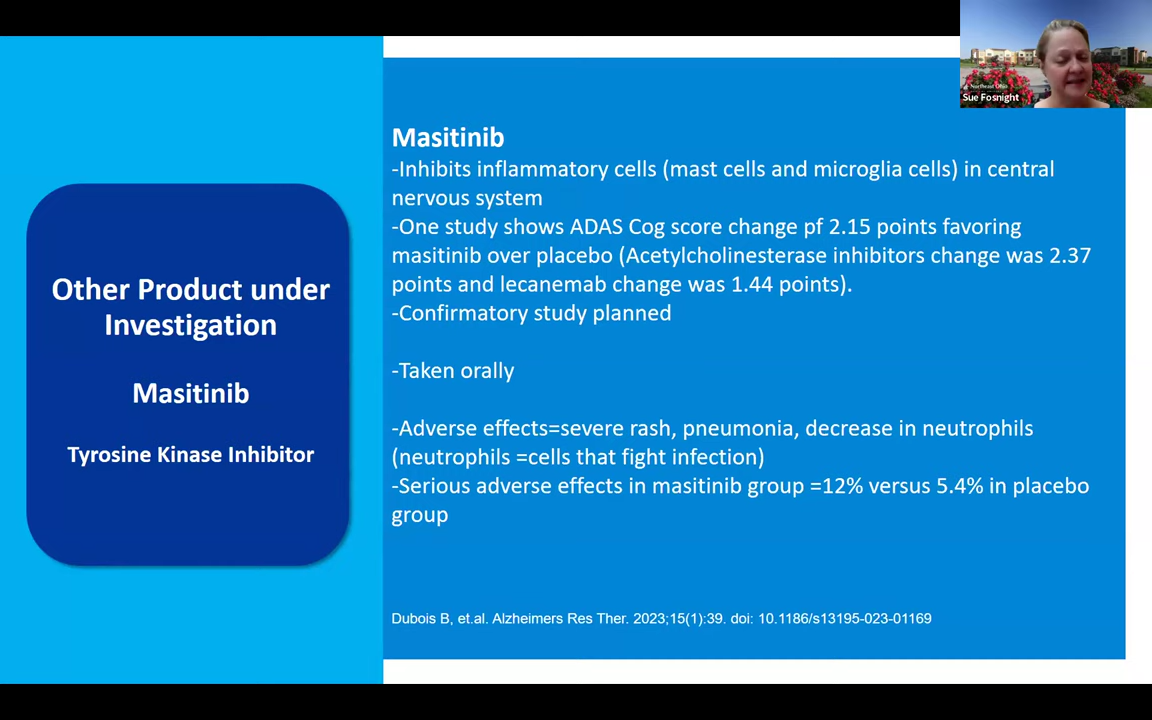 Northeast Ohio
Sue Fosnight
Other Product under
Investigation
Masitinib
Tyrosine Kinase Inhibitor
Masitinib
-Inhibits inflammatory cells (mast cells and microglia cells) in central
nervous system
-One study shows ADAS Cog score change pf 2.15 points favoring
masitinib over placebo (Acetylcholinesterase inhibitors change was 2.37
points and lecanemab change was 1.44 points).
-Confirmatory study planned
-Taken orally
-Adverse effects=severe rash, pneumonia, decrease in neutrophils
(neutrophils =cells that fight infection)
-Serious adverse effects in masitinib group =12% versus 5.4% in placebo
group
Dubois B, et.al. Alzheimers Res Ther. 2023;15(1):39. doi: 10.1186/s13195-023-01169